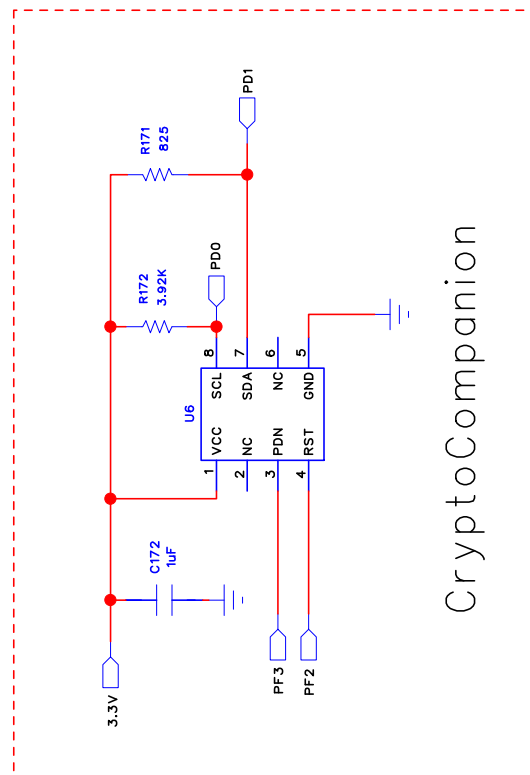 PD1
R171
825
PD0
R172
3.92K
8
7
6
5
SCL
SDA
NC
GND
U6
VCC
NC
PDN
RST
1
2
3
4
C172
1uF
3.3V
PF3
PF2
CryptoCompanion